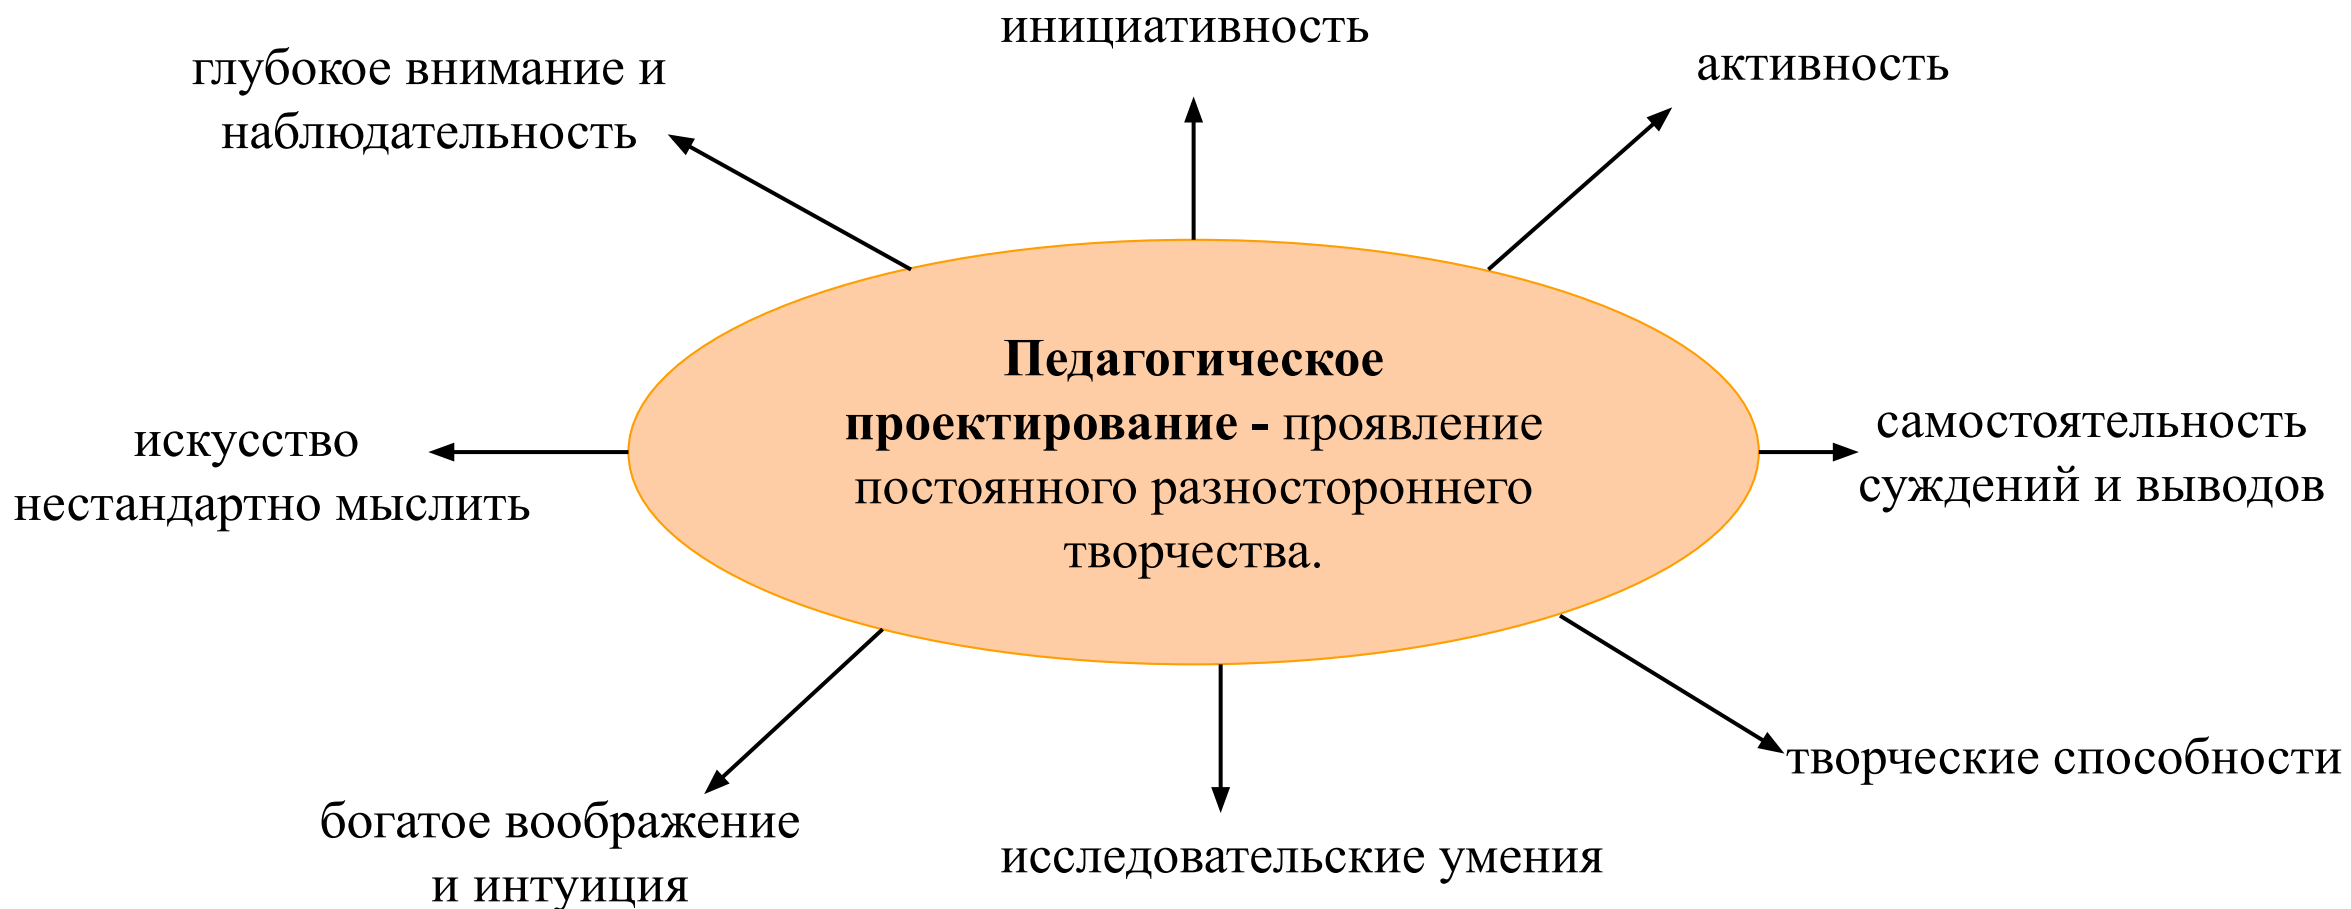 инициативность
глубокое внимание и
наблюдательность
активность
Педагогическое
проектирование - проявление
постоянного разностороннего
творчества.
искусство
нестандартно мыслить
самостоятельность
суждений и выводов
творческие способности
богатое воображение
и интуиция
исследовательские умения